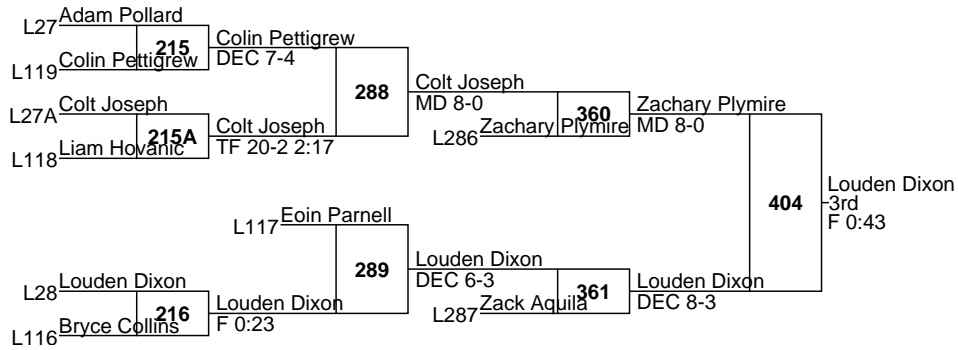 Adam Pollard
L27
215
Colin Pettigrew
DEC 7-4
Colin Pettigrew
L119
288
Colt Joseph
MD 8-0
Colt Joseph
L27A
215A
Colt Joseph
TF 20-2 2:17
Liam Hovanic
L118
360
Zachary Plymire
L286
Zachary Plymire
MD 8-0
404
Louden Dixon
3rd
F 0:43
Eoin Parnell
L117
289
Louden Dixon
DEC 6-3
Louden Dixon
L28
216
Louden Dixon
F 0:23
Bryce Collins
L116
361
Zack Aquila
L287
Louden Dixon
DEC 8-3